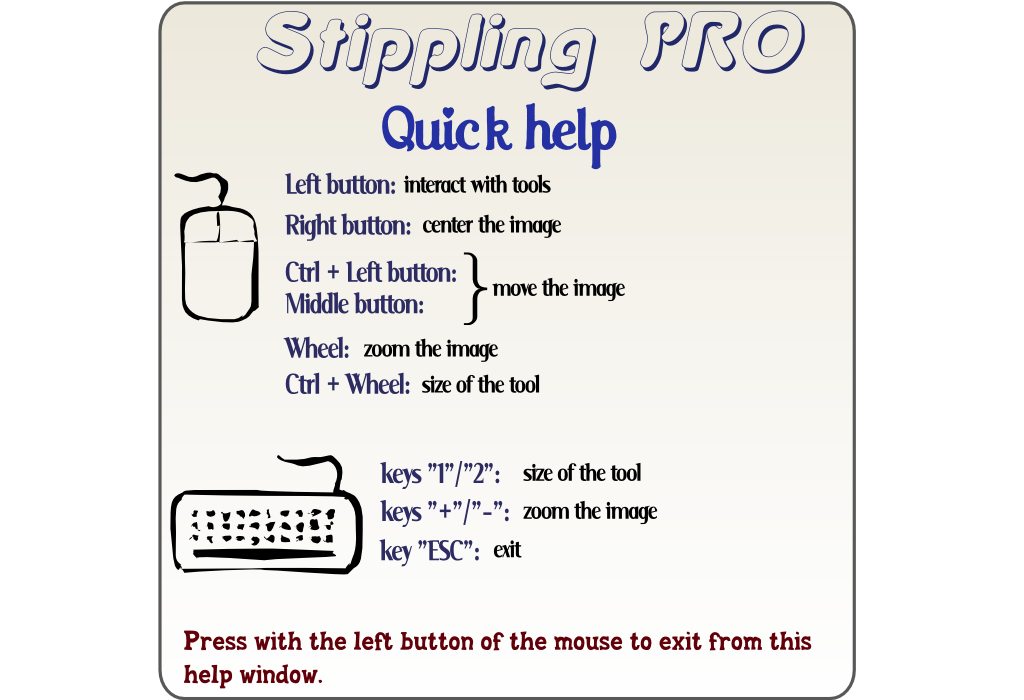 Stippling PRO
Quick help
Left button: interact with tools
Right button: center the image
Ctrl + Left button:
Middle button:
move the image
Wheel: zoom the image
Ctrl + Wheel: size of the tool
keys "1"/"2": size of the tool
keys "+"/"-": zoom the image
key "ESC": exit
Press with the left button of the mouse to exit from this
help window.